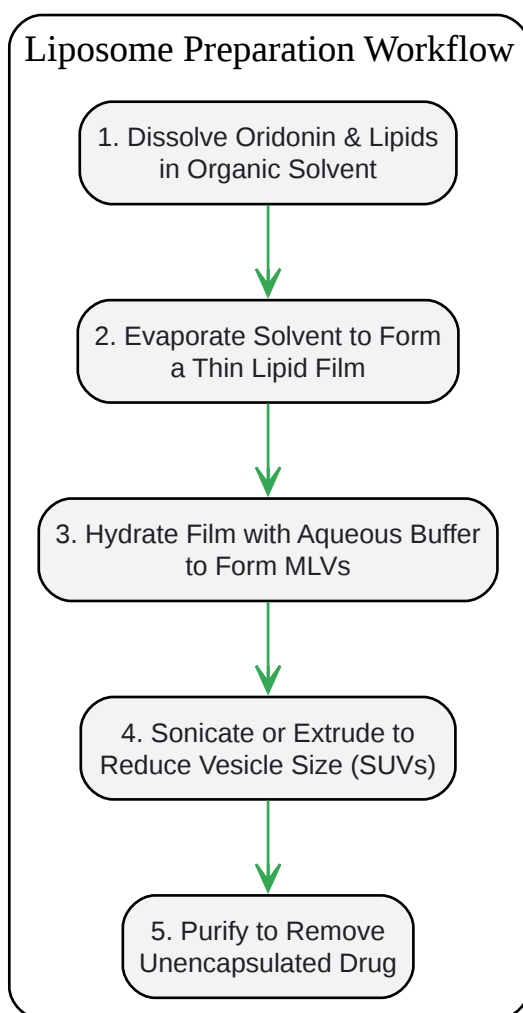 Liposome Preparation Workflow
1. Dissolve Oridonin & Lipids
in Organic Solvent
2. Evaporate Solvent to Form
a Thin Lipid Film
3. Hydrate Film with Aqueous Buffer
to Form MLVs
4. Sonicate or Extrude to
Reduce Vesicle Size (SUVs)
5. Purify to Remove
Unencapsulated Drug